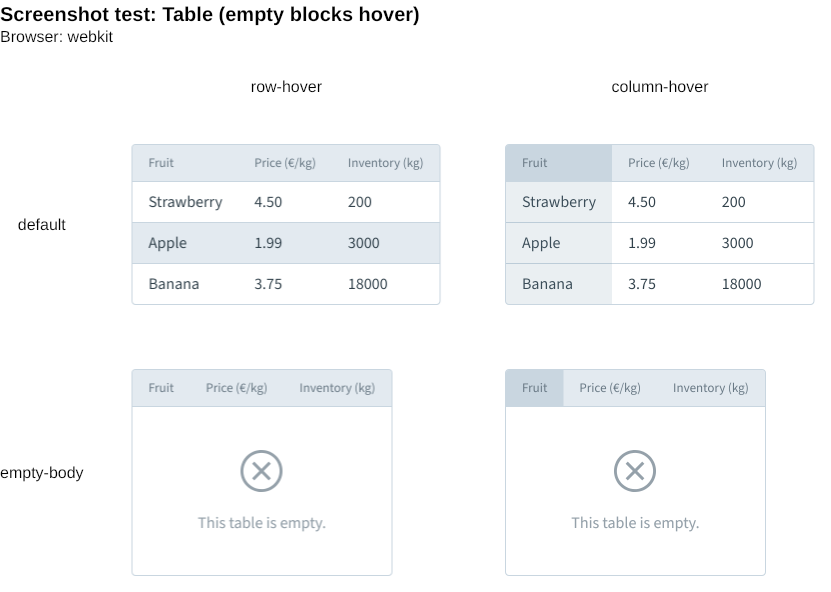 Screenshot test: Table (empty blocks hover)
Browser: webkit
row-hover column-hover
Fruit Price (€/kg) Inventory (kg) Fruit Price (€/kg) Inventory (kg)
Strawberry 4.50 200 Strawberry 4.50 200
default Apple 1.99 3000 Apple 1.99 3000
Banana 3.75 18000 Banana 3.75 18000
Fruit Price (€/kg) Inventory (kg) Fruit Price (€/kg) Inventory (kg)
empty-body
This table is empty. This table is empty.